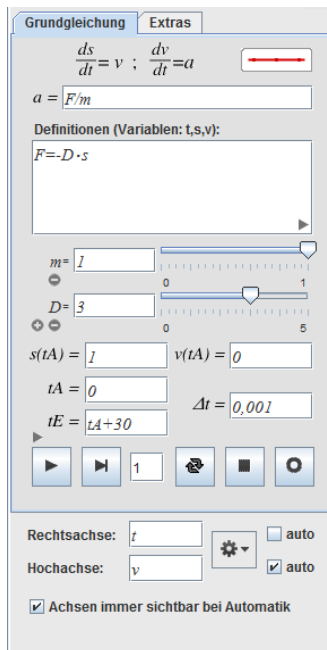 Grundgleichung Extras
ds/dt = v ; dv/dt =a
a = F/m
Definitionen (Variablen: t,s,v):
F=-D·s
m= 1
0 1
D= 3
0 5
s(tA) = 1 v(tA) = 0
tA = 0
Δt = 0,001
tE = tA+30
1
Rechtsachse: t auto
Hochachse: v auto
Achsen immer sichtbar bei Automatik